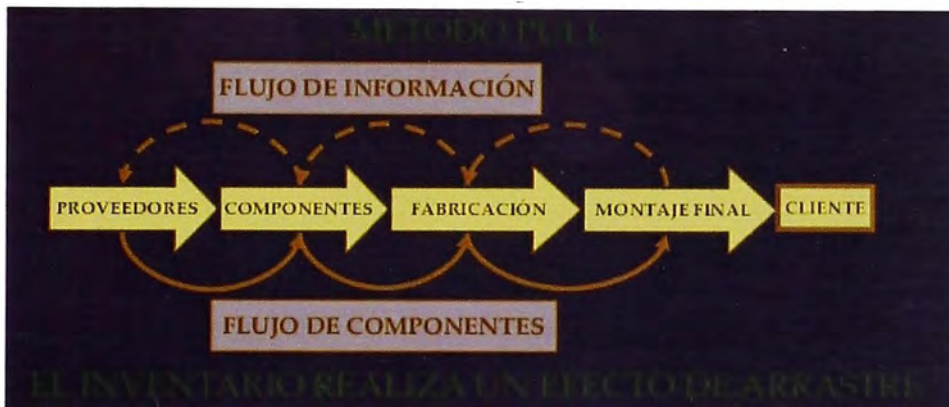 METODO PULL
FLUJO DE INFORMACIÓN
PROVEEDORES COMPONENTES FABRICACIÓN MONTAJE FINAL CLIENTE
FLUJO DE COMPONENTES
EL INVENTARIO REALIZA UN EFECTO DE ARRASTRE